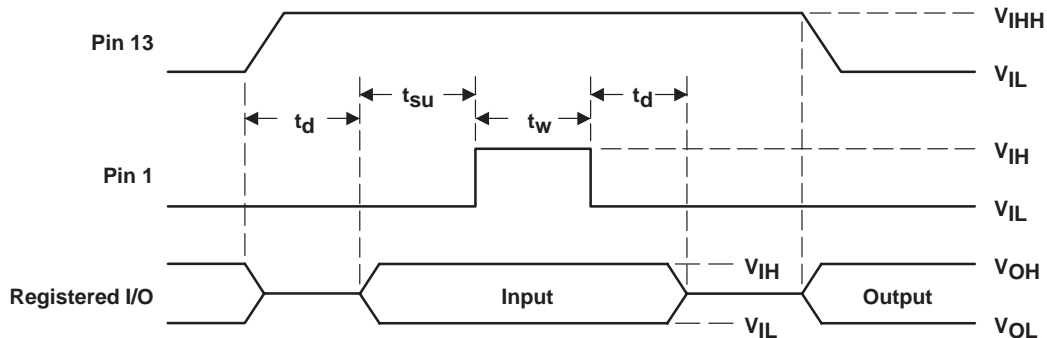 VIHH
Pin 13
VIL
tsu
td
td
tw
VIH
Pin 1
VIL
VIH
VOH
Registered I/O
Input
Output
VIL
VOL